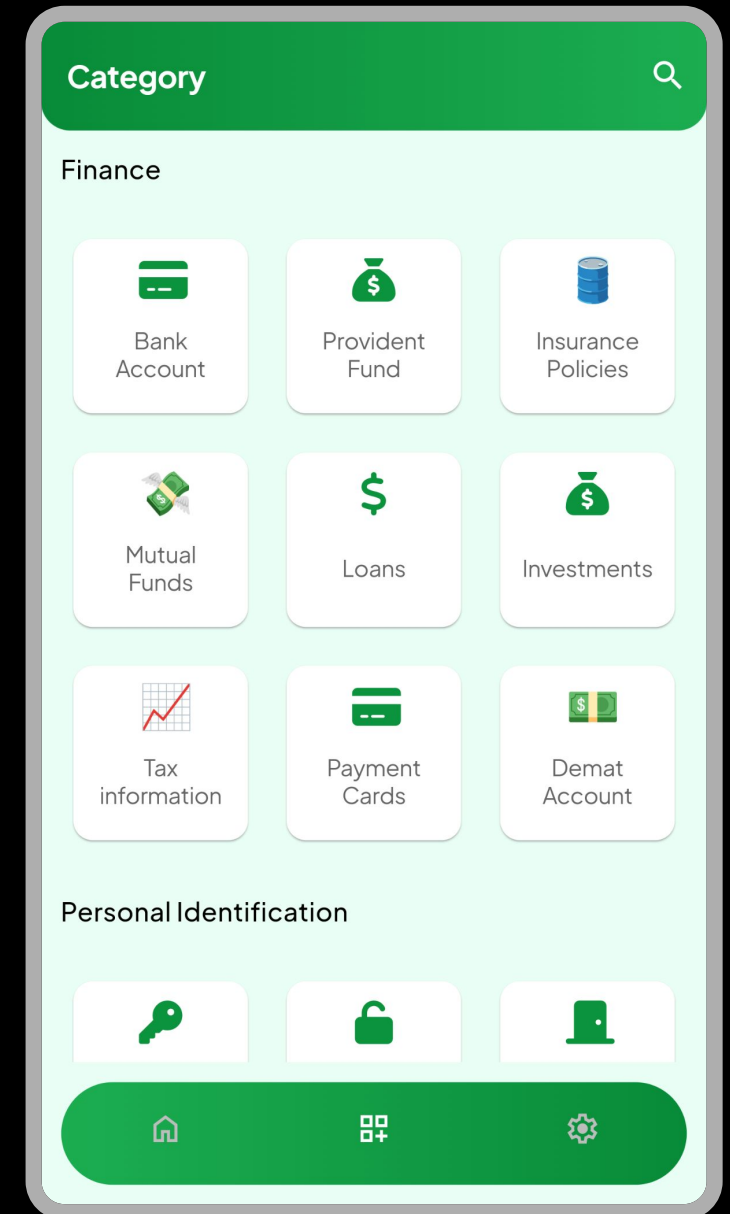 Category
Finance
Bank
Account
Provident
Fund
Insurance
Policies
Mutual
Funds
Loans
Investments
Tax
information
Payment
Cards
Demat
Account
Personal Identification